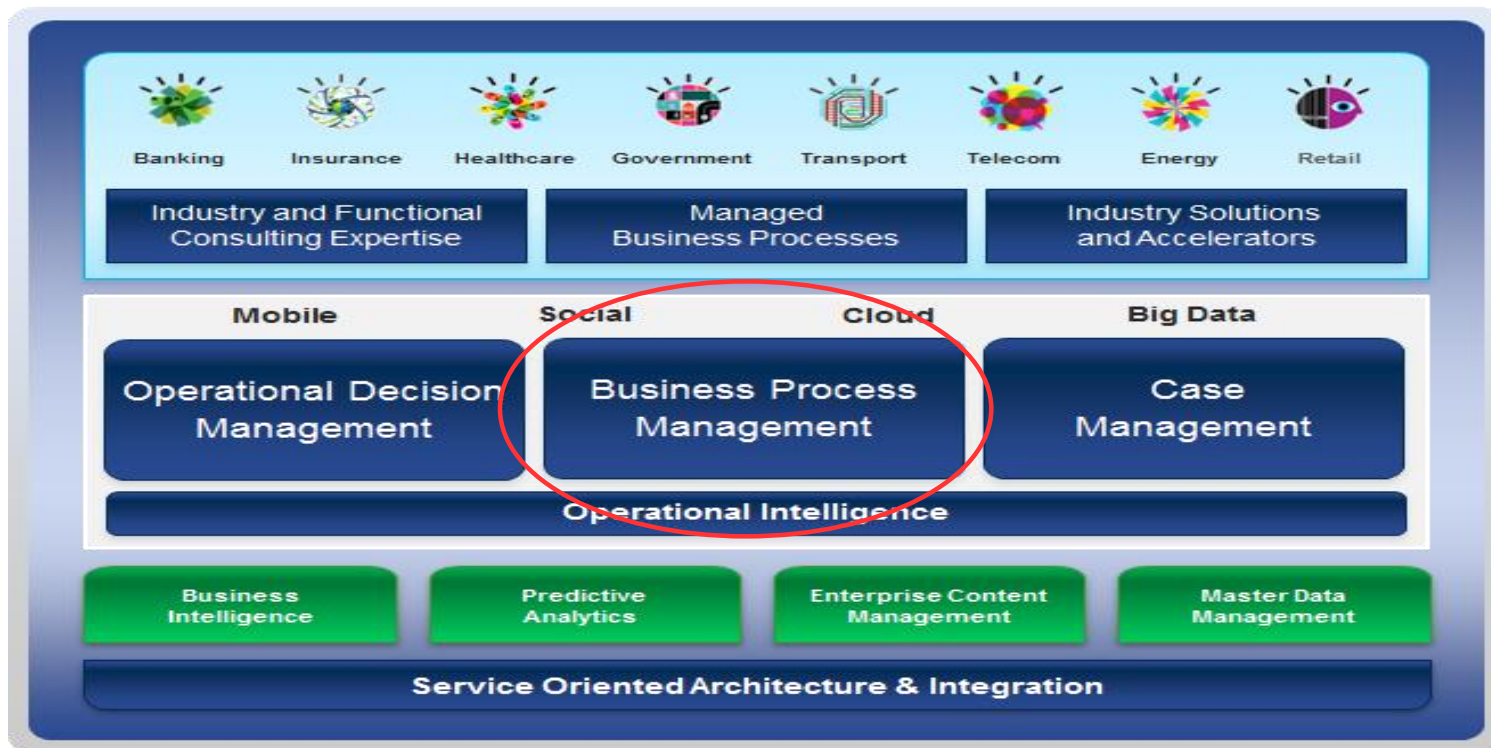 Banking Insurance Healthcare Government Transport Telecom Energy Retail
Industry and Functional
Consulting Expertise
Managed
Business Processes
Industry Solutions
and Accelerators
Mobile Social Cloud Big Data
Operational Decision
Management
Business Process
Management
Case
Management
Operational Intelligence
Business
Intelligence
Predictive
Analytics
Enterprise Content
Management
Master Data
Management
Service Oriented Architecture & Integration